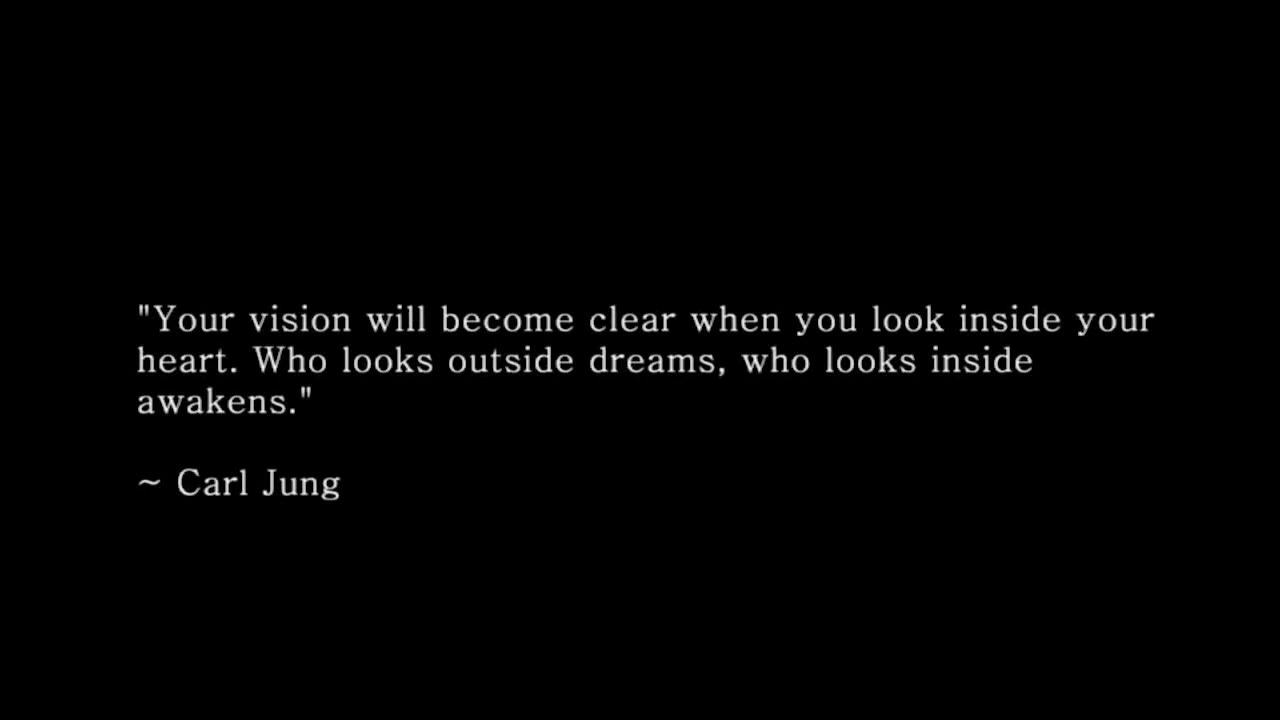 "Your vision will become clear when you look inside your
heart. Who looks outside dreams, who looks inside
awakens."
~ Carl Jung